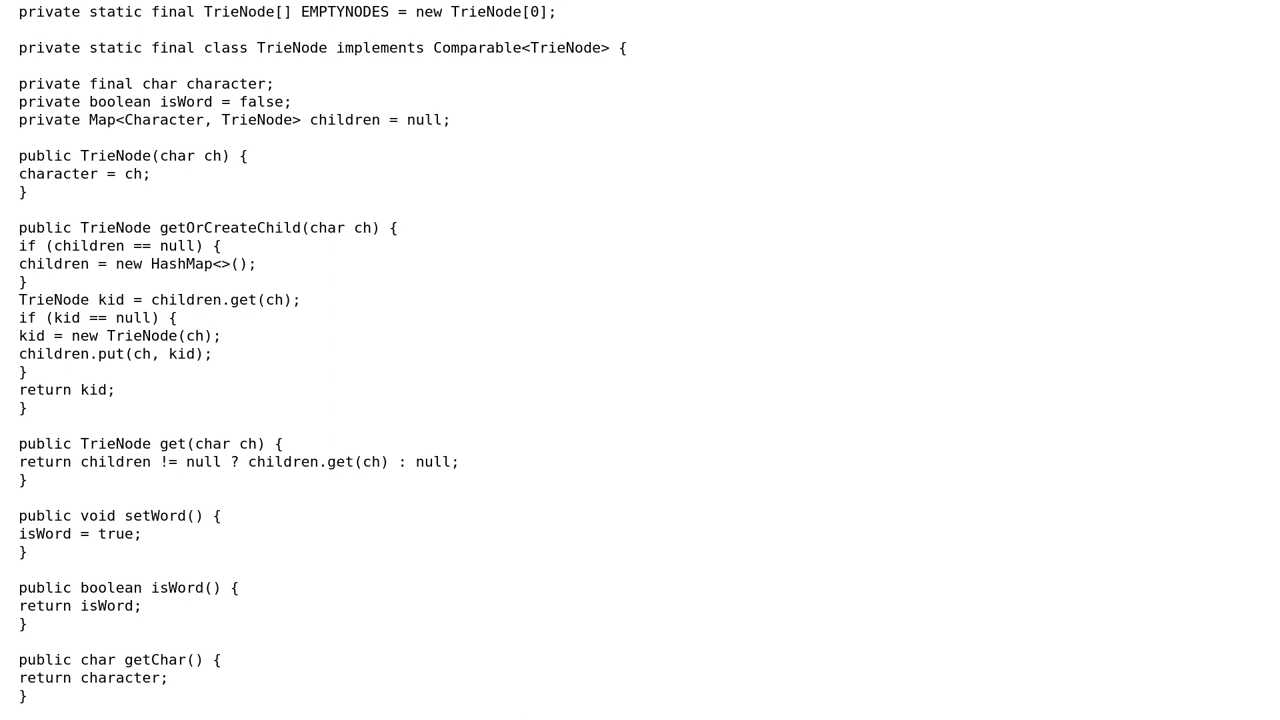 private static final TrieNode[] EMPTYNODES = new TrieNode[0];

private static final class TrieNode implements Comparable<TrieNode> {

private final char character;
private boolean isWord = false;
private Map<Character, TrieNode> children = null;

public TrieNode(char ch) {
character = ch;
}

public TrieNode getOrCreateChild(char ch) {
if (children == null) {
children = new HashMap<>();
}
TrieNode kid = children.get(ch);
if (kid == null) {
kid = new TrieNode(ch);
children.put(ch, kid);
}
return kid;
}

public TrieNode get(char ch) {
return children != null ? children.get(ch) : null;
}

public void setWord() {
isWord = true;
}

public boolean isWord() {
return isWord;
}

public char getChar() {
return character;
}